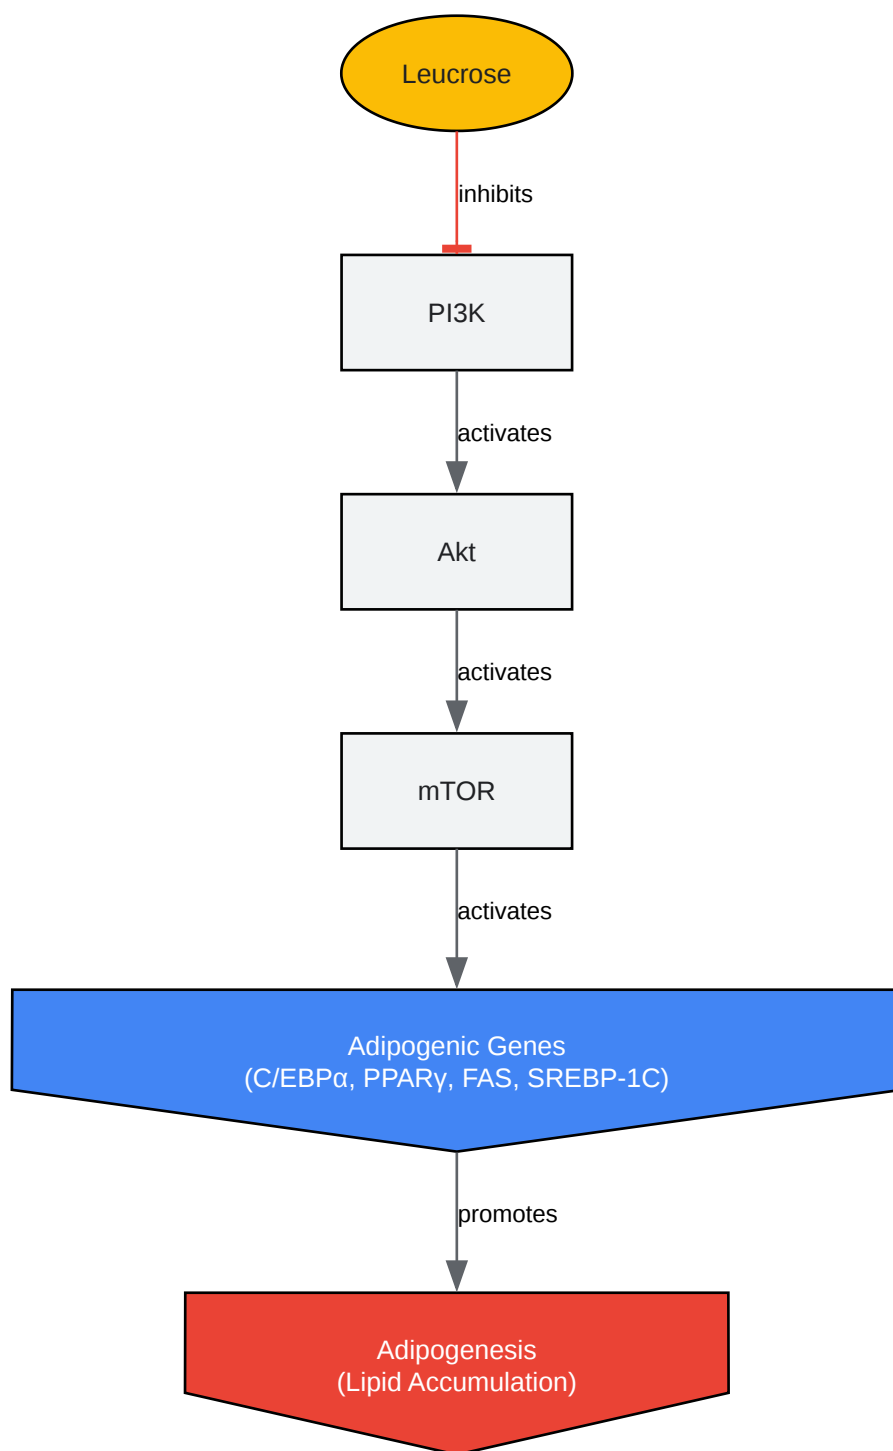 Leucrose
inhibits
PI3K
activates
Akt
activates
mTOR
activates
Adipogenic Genes
(C/EBPα, PPARγ, FAS, SREBP-1C)
promotes
Adipogenesis
(Lipid Accumulation)